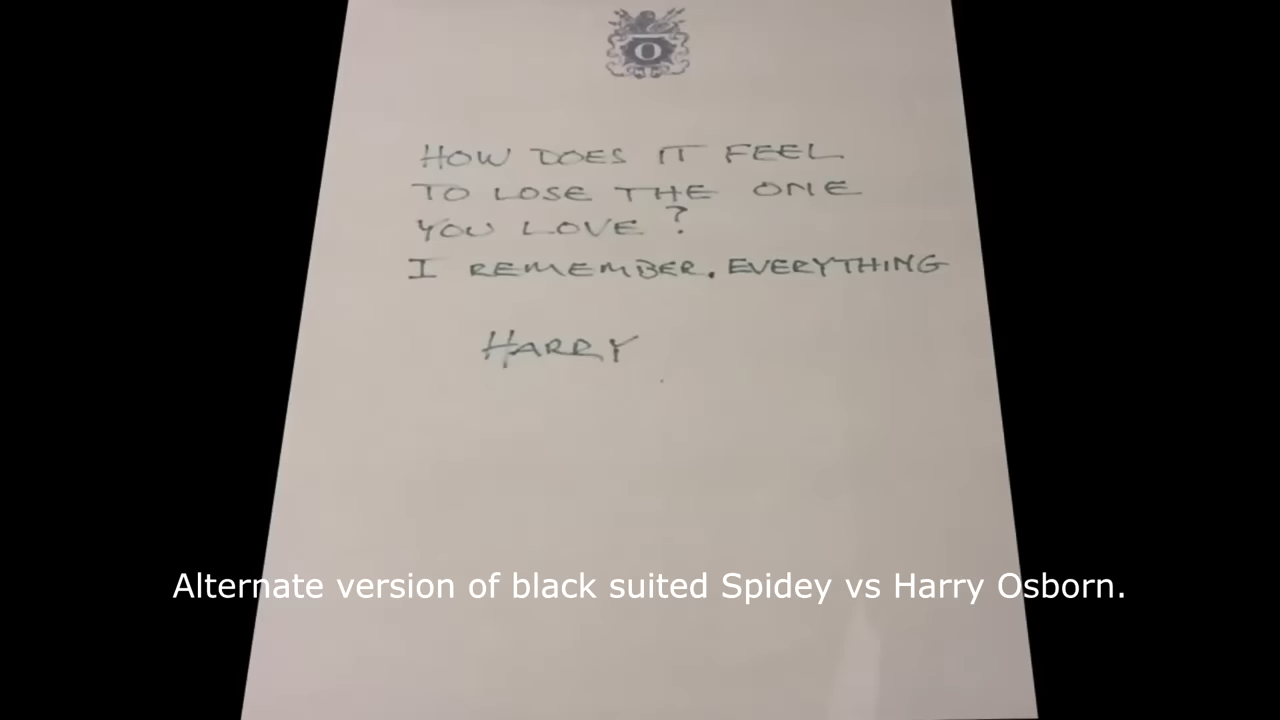 O
HOW DOES IT FEEL
TO LOSE THE ONE
YOU LOVE?
I REMEMBER. EVERYTHING
HARRY
Alternate version of black suited Spidey vs Harry Osborn.